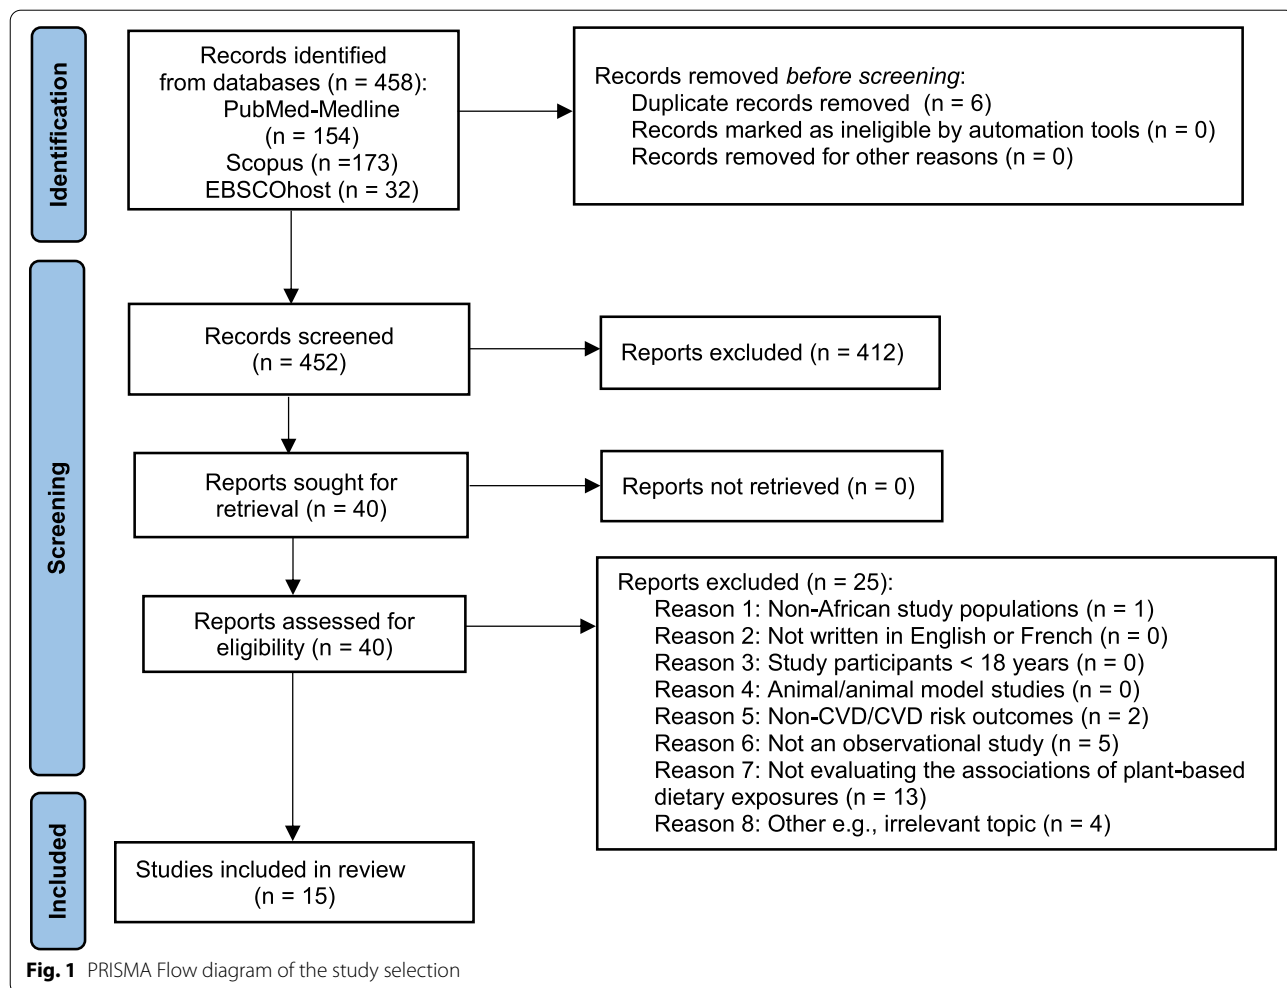 Identification
Records identified
from databases (n = 458):
PubMed-Medline
(n = 154)
Scopus (n =173)
EBSCOhost (n = 32)
Records removed before screening:
Duplicate records removed (n = 6)
Records marked as ineligible by automation tools (n = 0)
Records removed for other reasons (n = 0)
Screening
Records screened
(n = 452)
Reports excluded (n = 412)
Reports sought for
retrieval (n = 40)
Reports not retrieved (n = 0)
Reports assessed for
eligibility (n = 40)
Reports excluded (n = 25):
Reason 1: Non-African study populations (n = 1)
Reason 2: Not written in English or French (n = 0)
Reason 3: Study participants < 18 years (n = 0)
Reason 4: Animal/animal model studies (n = 0)
Reason 5: Non-CVD/CVD risk outcomes (n = 2)
Reason 6: Not an observational study (n = 5)
Reason 7: Not evaluating the associations of plant-based
dietary exposures (n = 13)
Reason 8: Other e.g., irrelevant topic (n = 4)
Included
Studies included in review
(n = 15)
Fig. 1 PRISMA Flow diagram of the study selection